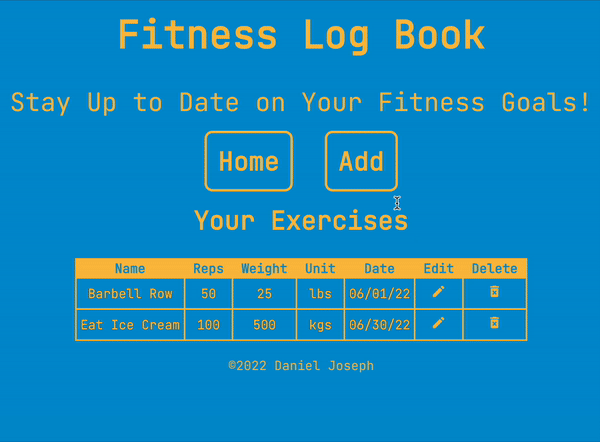 Fitness Log Book
Stay Up to Date on Your Fitness Goals!
Home Add
Your Exercises
Name Reps Weight Unit Date Edit Delete
Barbell Row 50 25 lbs 06/01/22
Eat Ice Cream 100 500 kgs 06/30/22
©2022 Daniel Joseph